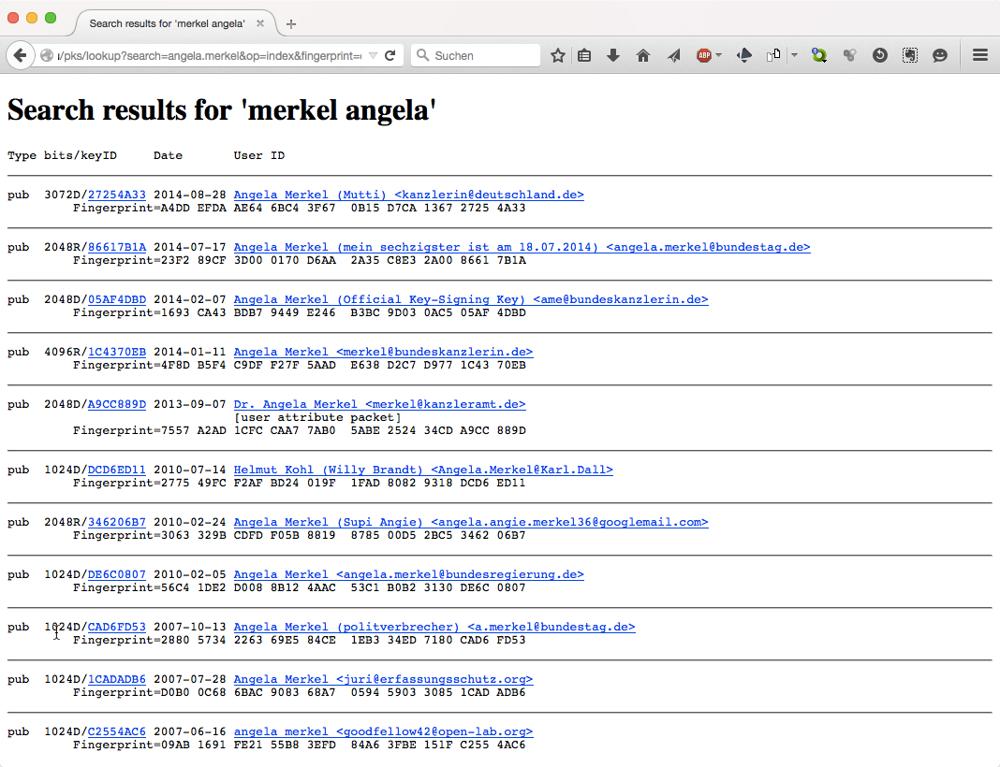 Search results for 'merkel angela'
/pks/lookup?search=angela.merkel&op=index&fingerprint=
Suchen
ABP
Search results for 'merkel angela'
Type bits/keyID Date User ID
pub 3072D/27254A33 2014-08-28 Angela Merkel (Mutti) <kanzlerin@deutschland.de>
Fingerprint=A4DD EFDA AE64 6BC4 3F67 0B15 D7CA 1367 2725 4A33
pub 2048R/86617B1A 2014-07-17 Angela Merkel (mein sechzigster ist am 18.07.2014) <angela.merkel@bundestag.de>
Fingerprint=23F2 89CF 3D00 0170 D6AA 2A35 C8E3 2A00 8661 7B1A
pub 2048D/05AF4DBD 2014-02-07 Angela Merkel (Official Key-Signing Key) <ame@bundeskanzlerin.de>
Fingerprint=1693 CA43 BDB7 9449 E246 B3BC 9D03 0AC5 05AF 4DBD
pub 4096R/1C4370EB 2014-01-11 Angela Merkel <merkel@bundeskanzlerin.de>
Fingerprint=4F8D B5F4 C9DF F27F 5AAD E638 D2C7 D977 1C43 70EB
pub 2048D/A9CC889D 2013-09-07 Dr. Angela Merkel <merkel@kanzleramt.de>
[user attribute packet]
Fingerprint=7557 A2AD 1CFC CAA7 7AB0 5ABE 2524 34CD A9CC 889D
pub 1024D/DCD6ED11 2010-07-14 Helmut Kohl (Willy Brandt) <Angela.Merkel@Karl.Dall>
Fingerprint=2775 49FC F2AF BD24 019F 1FAD 8082 9318 DCD6 ED11
pub 2048R/346206B7 2010-02-24 Angela Merkel (Supi Angie) <angela.angie.merkel36@googlemail.com>
Fingerprint=3063 329B CDFD F05B 8819 8785 00D5 2BC5 3462 06B7
pub 1024D/DE6C0807 2010-02-05 Angela Merkel <angela.merkel@bundesregierung.de>
Fingerprint=56C4 1DE2 D008 8B12 4AAC 53C1 B0B2 3130 DE6C 0807
pub 1024D/CAD6FD53 2007-10-13 Angela Merkel (politverbrecher) <a.merkel@bundestag.de>
Fingerprint=2880 5734 2263 69E5 84CE 1EB3 34ED 7180 CAD6 FD53
pub 1024D/1CADADB6 2007-07-28 Angela Merkel <juri@erfassungsschutz.org>
Fingerprint=D0B0 0C68 6BAC 9083 68A7 0594 5903 3085 1CAD ADB6
pub 1024D/C2554AC6 2007-06-16 angela merkel <goodfellow42@open-lab.org>
Fingerprint=09AB 1691 FE21 55B8 3EFD 84A6 3FBE 151F C255 4AC6